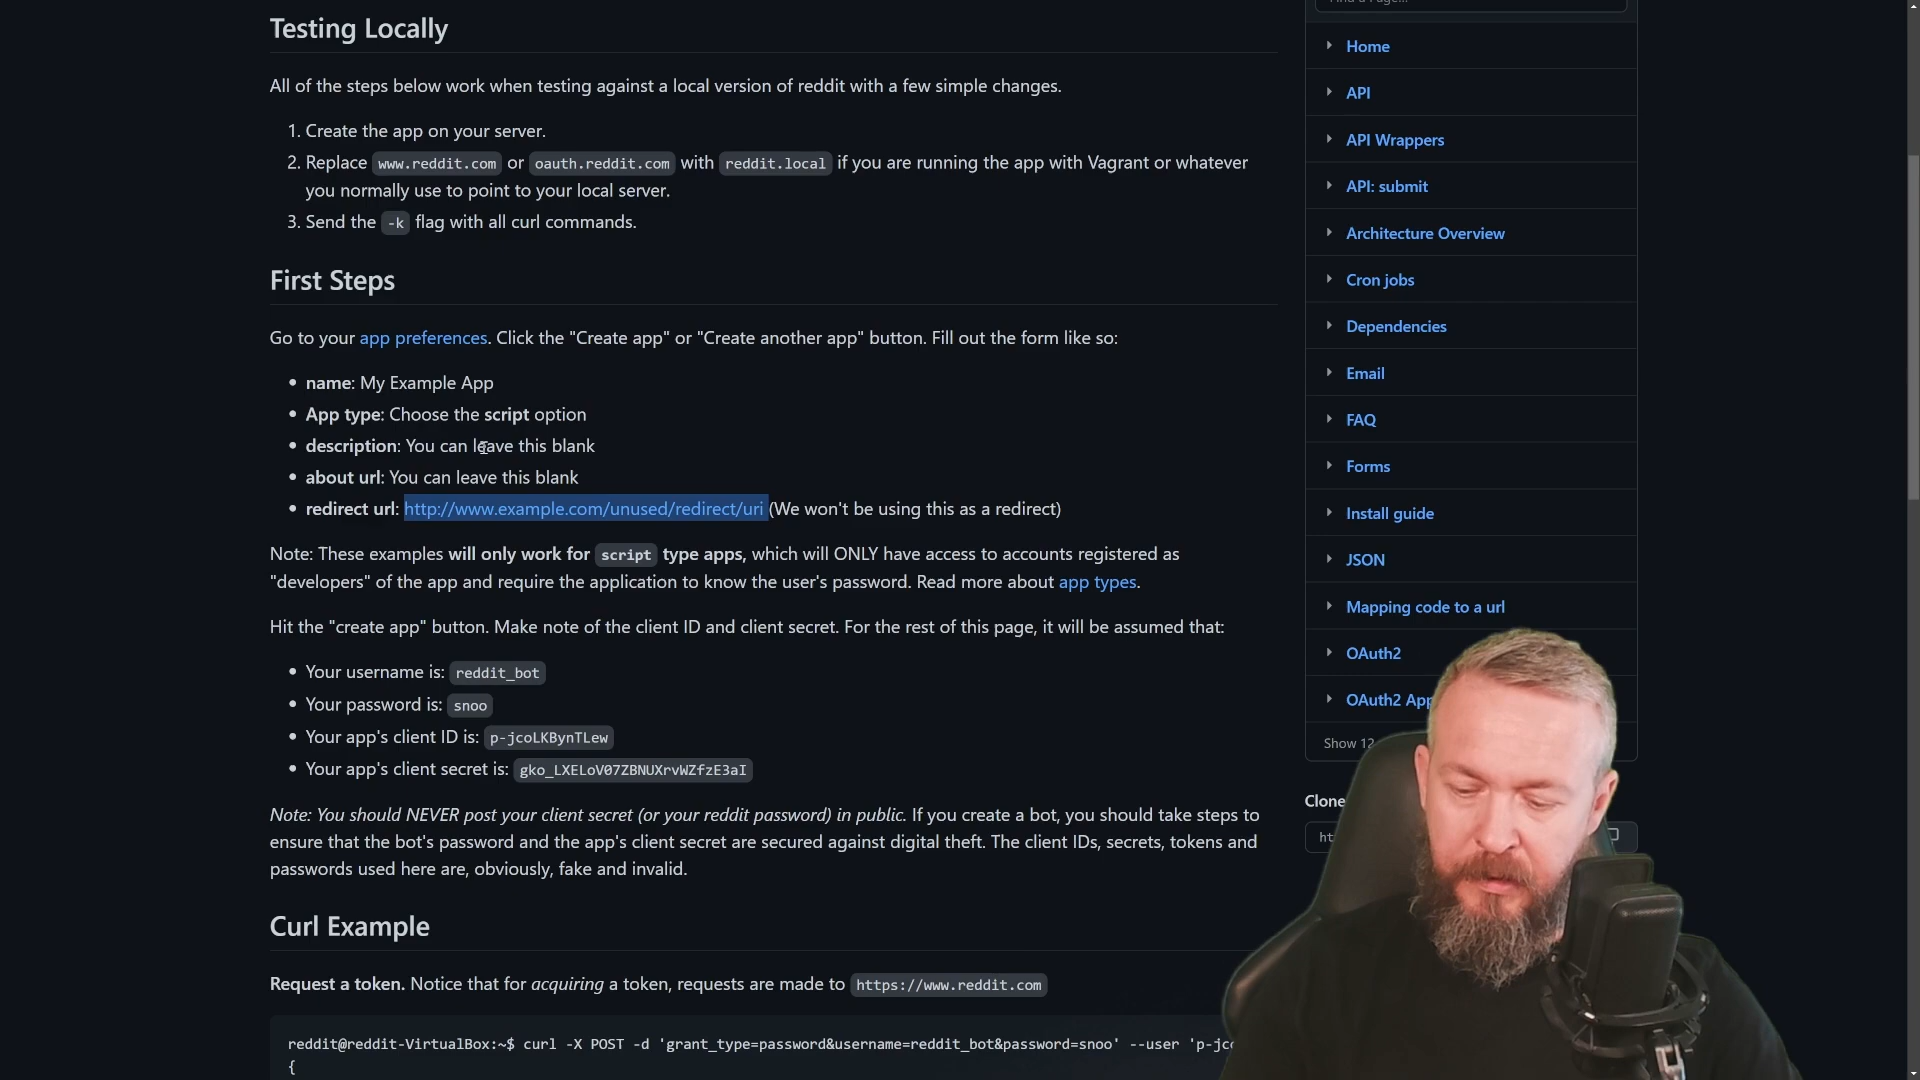 Testing Locally
All of the steps below work when testing against a local version of reddit with a few simple changes.
1. Create the app on your server.
2. Replace www.reddit.com or oauth.reddit.com with reddit.local if you are running the app with Vagrant or whatever
you normally use to point to your local server.
3. Send the -k flag with all curl commands.
First Steps
Go to your app preferences. Click the "Create app" or "Create another app" button. Fill out the form like so:
• name: My Example App
• App type: Choose the script option
• description: You can leave this blank
• about url: You can leave this blank
• redirect url: http://www.example.com/unused/redirect/uri (We won't be using this as a redirect)
Note: These examples will only work for script type apps, which will ONLY have access to accounts registered as
"developers" of the app and require the application to know the user's password. Read more about app types.
Hit the "create app" button. Make note of the client ID and client secret. For the rest of this page, it will be assumed that:
• Your username is: reddit_bot
• Your password is: snoo
• Your app's client ID is: p-jcoLKBynTLew
• Your app's client secret is: gko_LXELoV07ZBNUXrvWZfzE3aI
Note: You should NEVER post your client secret (or your reddit password) in public. If you create a bot, you should take steps to
ensure that the bot's password and the app's client secret are secured against digital theft. The client IDs, secrets, tokens and
passwords used here are, obviously, fake and invalid.
Curl Example
Request a token. Notice that for acquiring a token, requests are made to https://www.reddit.com
reddit@reddit-VirtualBox:~$ curl -X POST -d 'grant_type=password&username=reddit_bot&password=snoo' --user 'p-jc
{
Home
API
API Wrappers
API: submit
Architecture Overview
Cron jobs
Dependencies
Email
FAQ
Forms
Install guide
JSON
Mapping code to a url
OAuth2
OAuth2 App
Show 12
Clone
ht